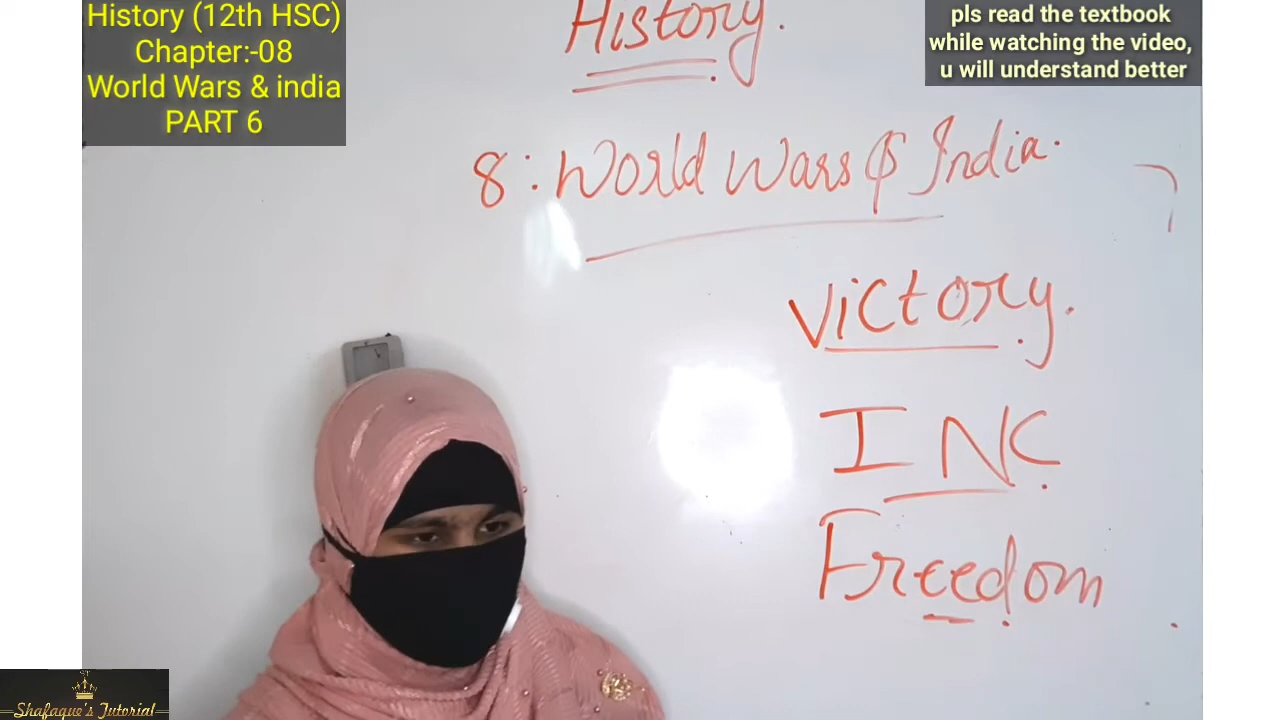 History (12th HSC)
Chapter:-08
World Wars & india
PART 6
pls read the textbook
while watching the video,
u will understand better
History.
8: World Wars & India.
Victory.
INC
Freedom
Shafaque's Tutorial